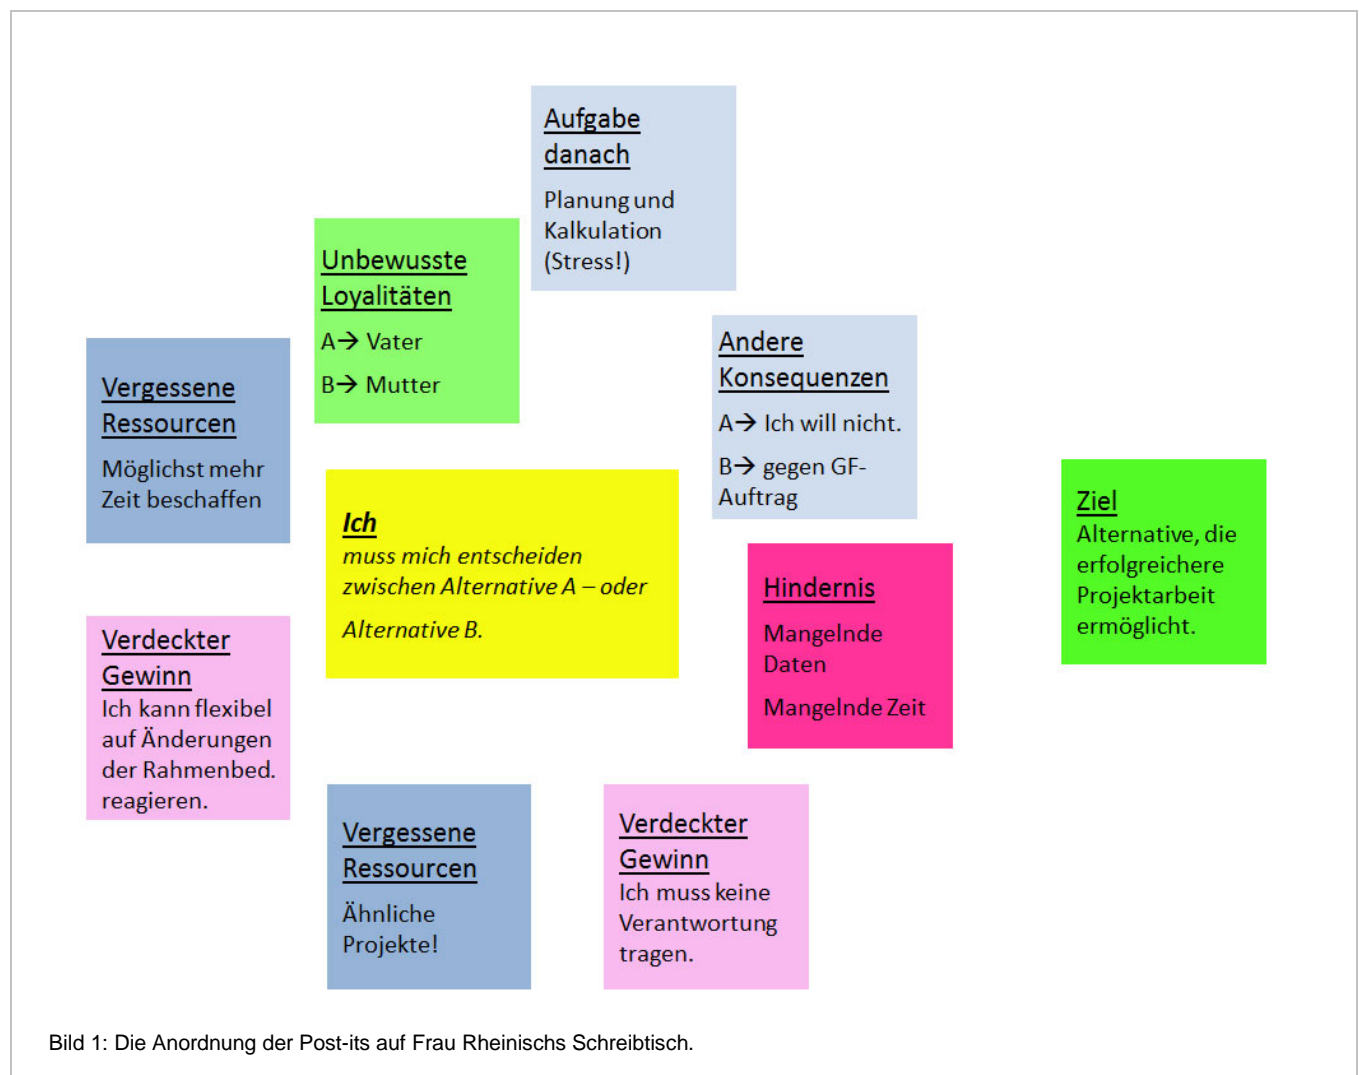 Aufgabe
danach
Planung und
Kalkulation
(Stress!)
Unbewusste
Loyalitäten
A→ Vater
B→ Mutter
Andere
Konsequenzen
A→ Ich will nicht.
B→ gegen GF-
Auftrag
Vergessene
Ressourcen
Möglichst mehr
Zeit beschaffen
Ich
muss mich entscheiden
zwischen Alternative A – oder
Alternative B.
Ziel
Alternative, die
erfolgreichere
Projektarbeit
ermöglicht.
Hindernis
Mangelnde
Daten
Mangelnde Zeit
Verdeckter
Gewinn
Ich kann flexibel
auf Änderungen
der Rahmenbed.
reagieren.
Vergessene
Ressourcen
Ähnliche
Projekte!
Verdeckter
Gewinn
Ich muss keine
Verantwortung
tragen.
Bild 1: Die Anordnung der Post-its auf Frau Rheinischs Schreibtisch.